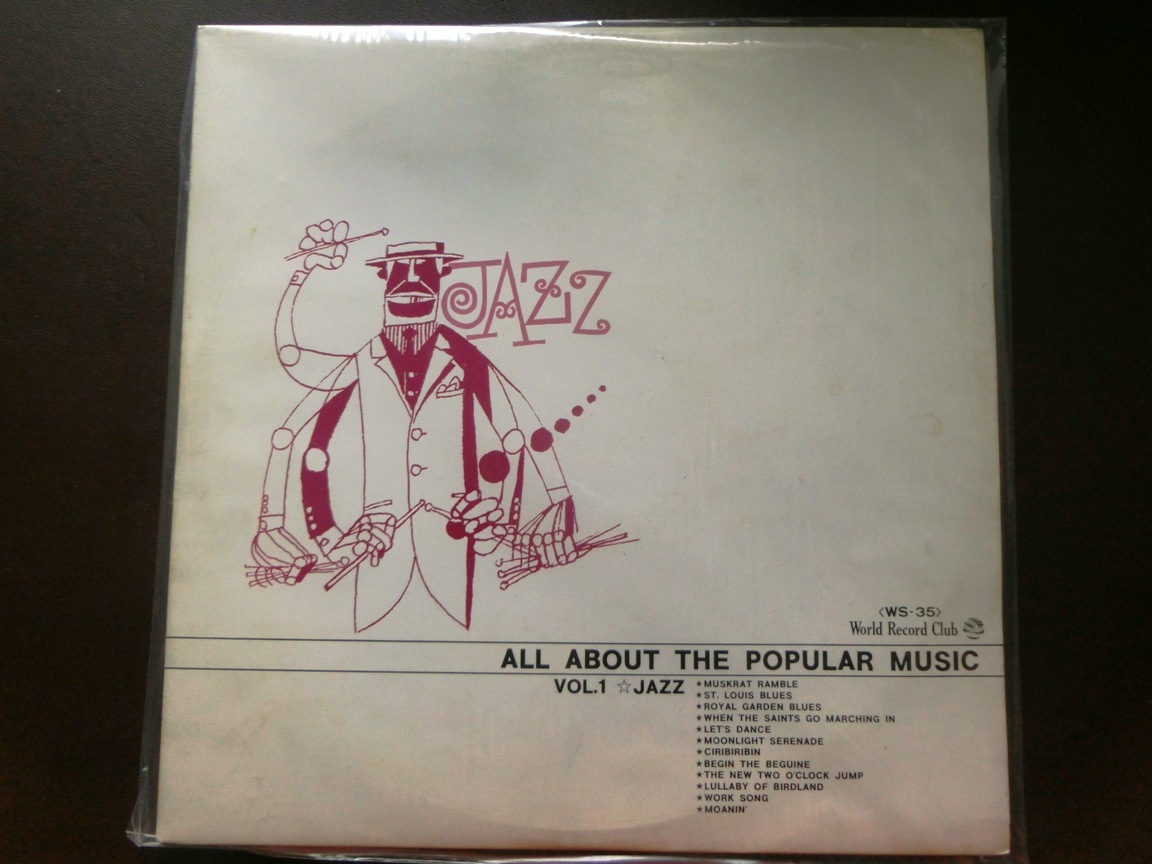 JAZZ
<WS-35>
World Record Club
ALL ABOUT THE POPULAR MUSIC
VOL.1 ☆JAZZ
★MUSKRAT RAMBLE
★ST. LOUIS BLUES
★ROYAL GARDEN BLUES
★WHEN THE SAINTS GO MARCHING IN
★LET'S DANCE
★MOONLIGHT SERENADE
★CIRIBIRIBIN
★BEGIN THE BEGUINE
★THE NEW TWO O'CLOCK JUMP
★LULLABY OF BIRDLAND
★WORK SONG
★MOANIN'